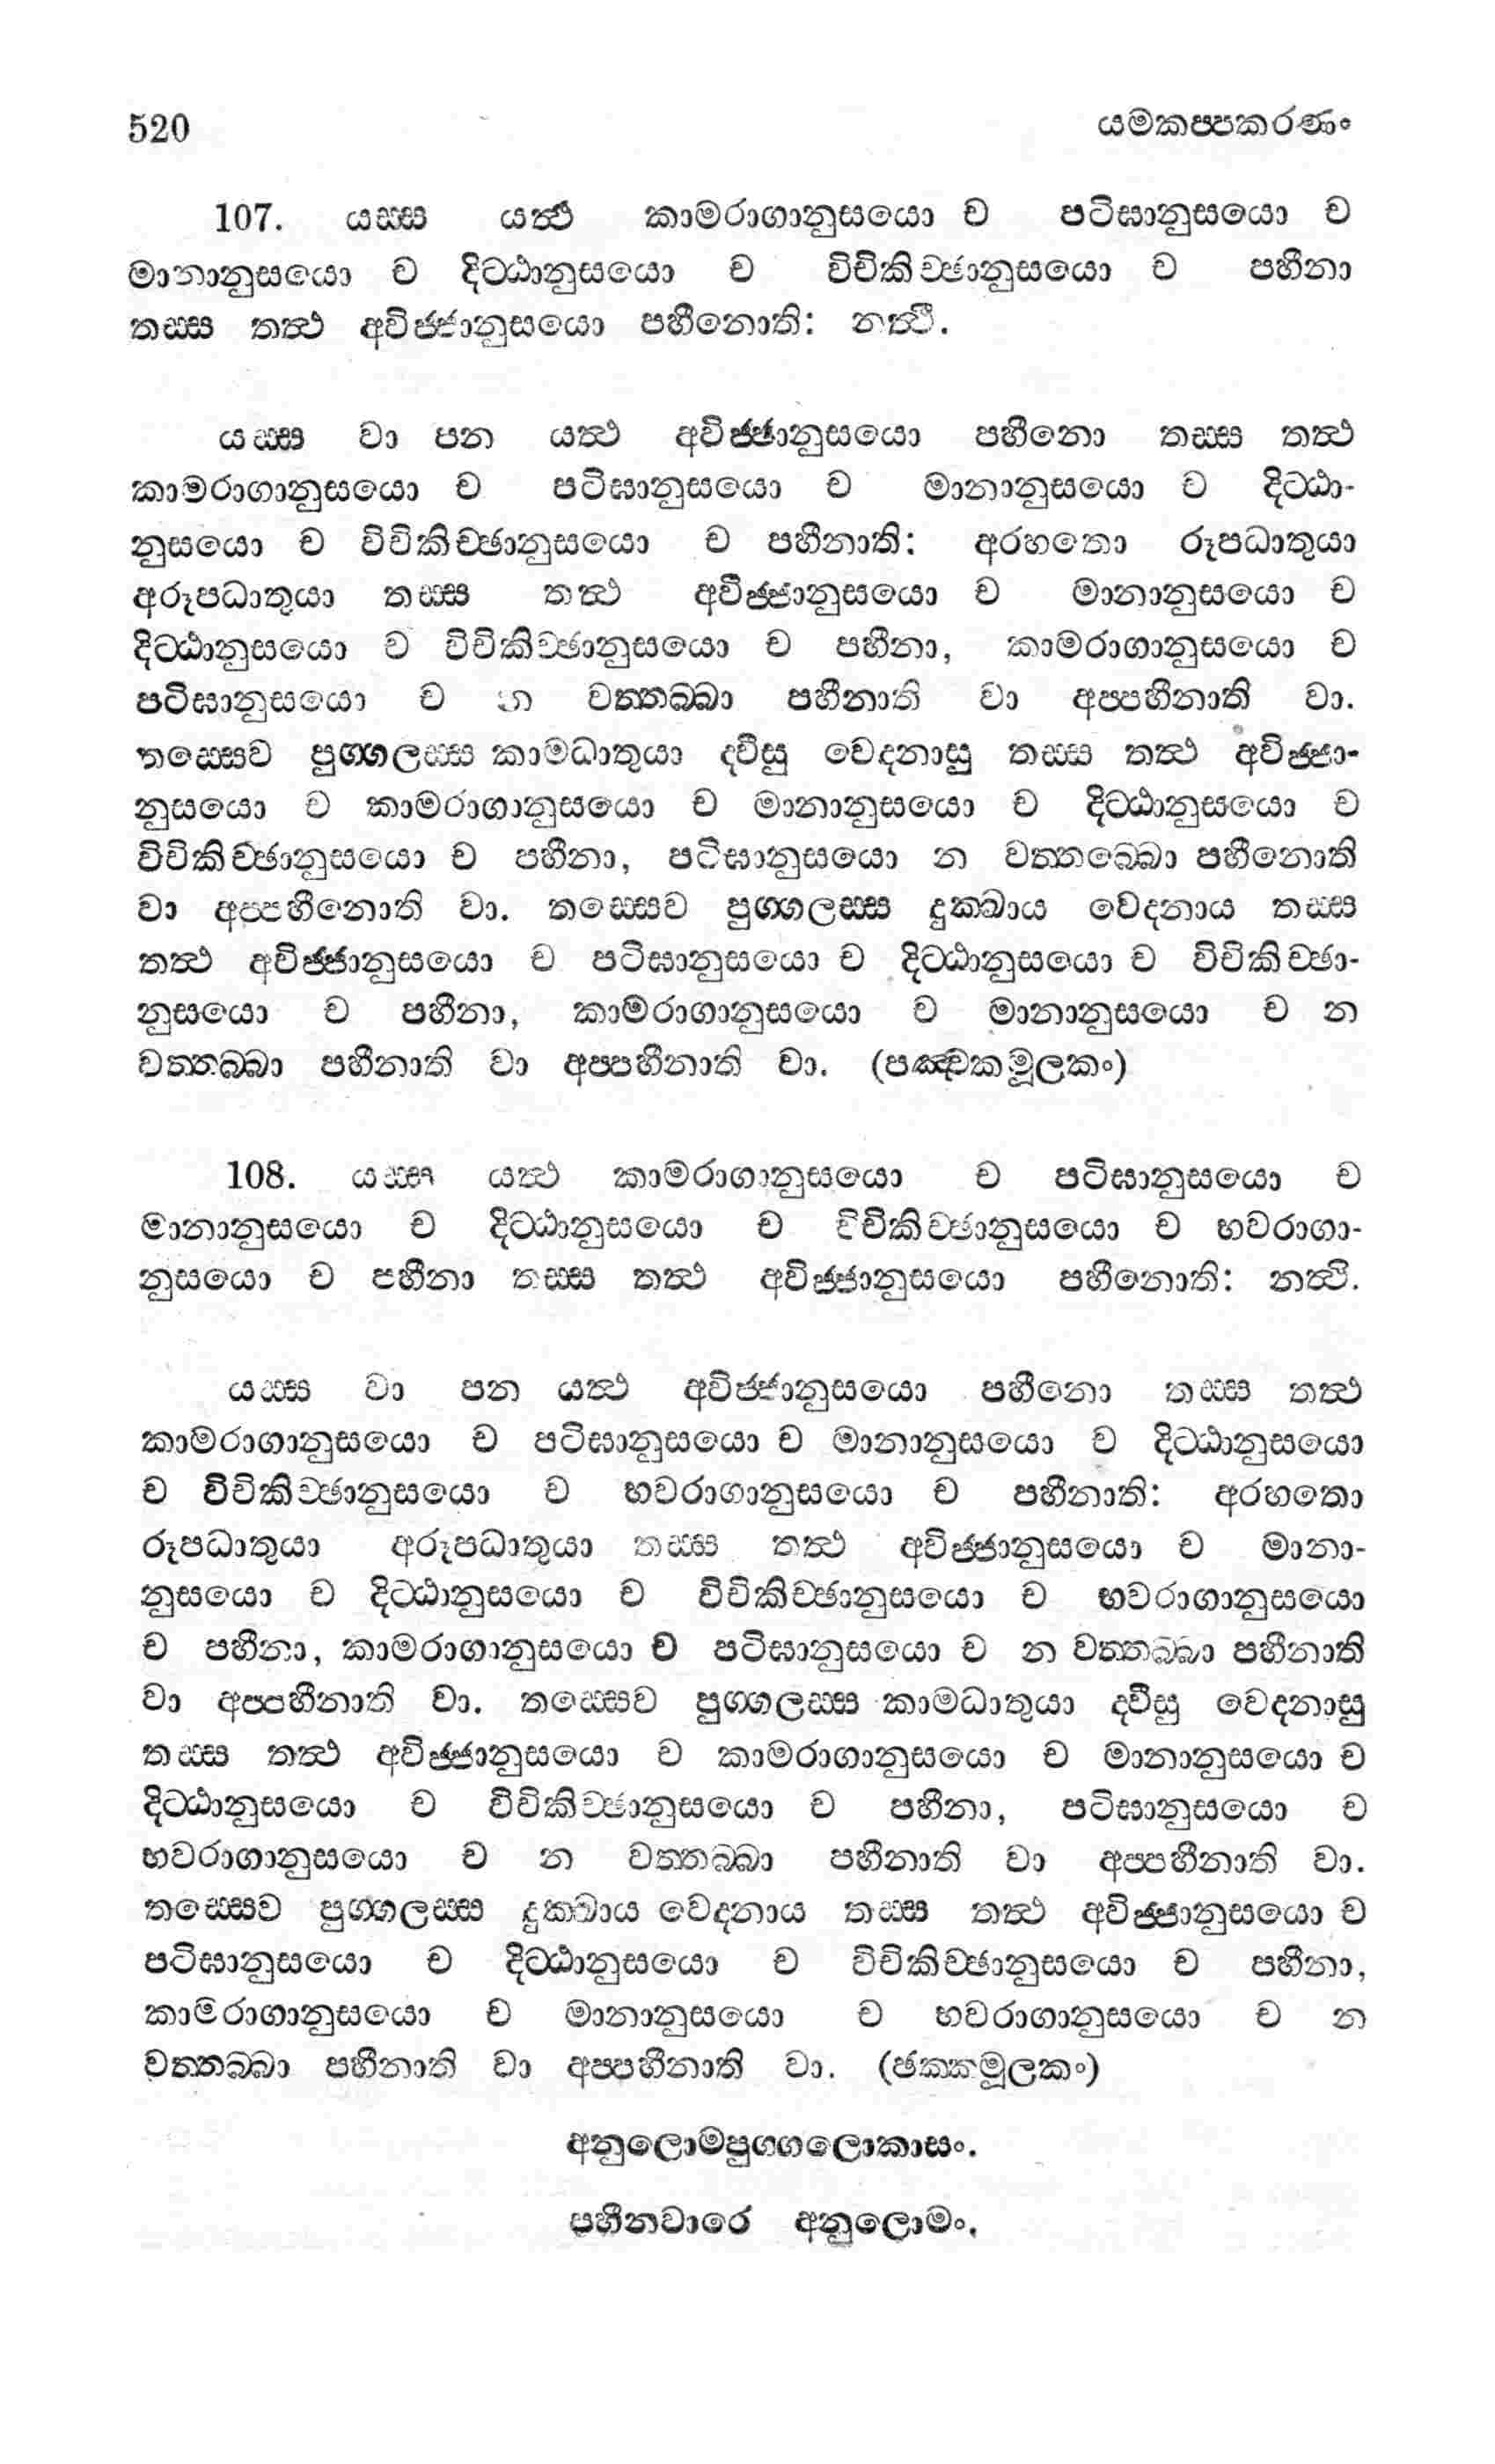 520 යමකප්පකරණං
107. යස්ස යත්ථ කාමරාගානුසයො ච පටිඝානුසයො ච
මානානුසයො ච දිට්ඨානුසයො ච විචිකිච්ඡානුසයො ච පහීනා
තස්ස තත්ථ අවිජ්ජානුසයො පහීනොති: නත්ථි.
යස්ස වා පන යත්ථ අවිජ්ජානුසයො පහීනො තස්ස තත්ථ
කාමරාගානුසයො ච පටිඝානුසයො ච මානානුසයො ච දිට්ඨා-
නුසයො ච විචිකිච්ඡානුසයො ච පහීනාති: අරහතො රූපධාතුයා
අරූපධාතුයා තස්ස තත්ථ අවිජ්ජානුසයො ච මානානුසයො ච
දිට්ඨානුසයො ච විචිකිච්ඡානුසයො ච පහීනා, කාමරාගානුසයො ච
පටිඝානුසයො ච න වත්තබ්බා පහීනාති වා අප්පහීනාති වා.
තස්සෙව පුග්ගලස්ස කාමධාතුයා ද්වීසු වෙදනාසු තස්ස තත්ථ අවිජ්ජා-
නුසයො ච කාමරාගානුසයො ච මානානුසයො ච දිට්ඨානුසයො ච
විචිකිච්ඡානුසයො ච පහීනා, පටිඝානුසයො න වත්තබ්බො පහීනොති
වා අප්පහීනොති වා. තස්සෙව පුග්ගලස්ස දුක්ඛාය වෙදනාය තස්ස
තත්ථ අවිජ්ජානුසයො ච පටිඝානුසයො ච දිට්ඨානුසයො ච විචිකිච්ඡා-
නුසයො ච පහීනා, කාමරාගානුසයො ච මානානුසයො ච න
වත්තබ්බා පහීනාති වා අප්පහීනාති වා. (පඤ්චකමූලකං)
108. යස්ස යත්ථ කාමරාගානුසයො ච පටිඝානුසයො ච
මානානුසයො ච දිට්ඨානුසයො ච විචිකිච්ඡානුසයො ච භවරාගා-
නුසයො ච පහීනා තස්ස තත්ථ අවිජ්ජානුසයො පහීනොති: නත්ථි.
යස්ස වා පන යත්ථ අවිජ්ජානුසයො පහීනො තස්ස තත්ථ
කාමරාගානුසයො ච පටිඝානුසයො ච මානානුසයො ච දිට්ඨානුසයො
ච විචිකිච්ඡානුසයො ච භවරාගානුසයො ච පහීනාති: අරහතො
රූපධාතුයා අරූපධාතුයා තස්ස තත්ථ අවිජ්ජානුසයො ච මානා-
නුසයො ච දිට්ඨානුසයො ච විචිකිච්ඡානුසයො ච භවරාගානුසයො
ච පහීනා, කාමරාගානුසයො ච පටිඝානුසයො ච න වත්තබ්බා පහීනාති
වා අප්පහීනාති වා. තස්සෙව පුග්ගලස්ස කාමධාතුයා ද්වීසු වෙදනාසු
තස්ස තත්ථ අවිජ්ජානුසයො ච කාමරාගානුසයො ච මානානුසයො ච
දිට්ඨානුසයො ච විචිකිච්ඡානුසයො ච පහීනා, පටිඝානුසයො ච
භවරාගානුසයො ච න වත්තබ්බා පහීනාති වා අප්පහීනාති වා.
තස්සෙව පුග්ගලස්ස දුක්ඛාය වෙදනාය තස්ස තත්ථ අවිජ්ජානුසයො ච
පටිඝානුසයො ච දිට්ඨානුසයො ච විචිකිච්ඡානුසයො ච පහීනා,
කාමරාගානුසයො ච මානානුසයො ච භවරාගානුසයො ච න
වත්තබ්බා පහීනාති වා අප්පහීනාති වා. (ඡක්කමූලකං)
අනුලොමපුග්ගලොකාසං.
පහීනවාරෙ අනුලොමං.